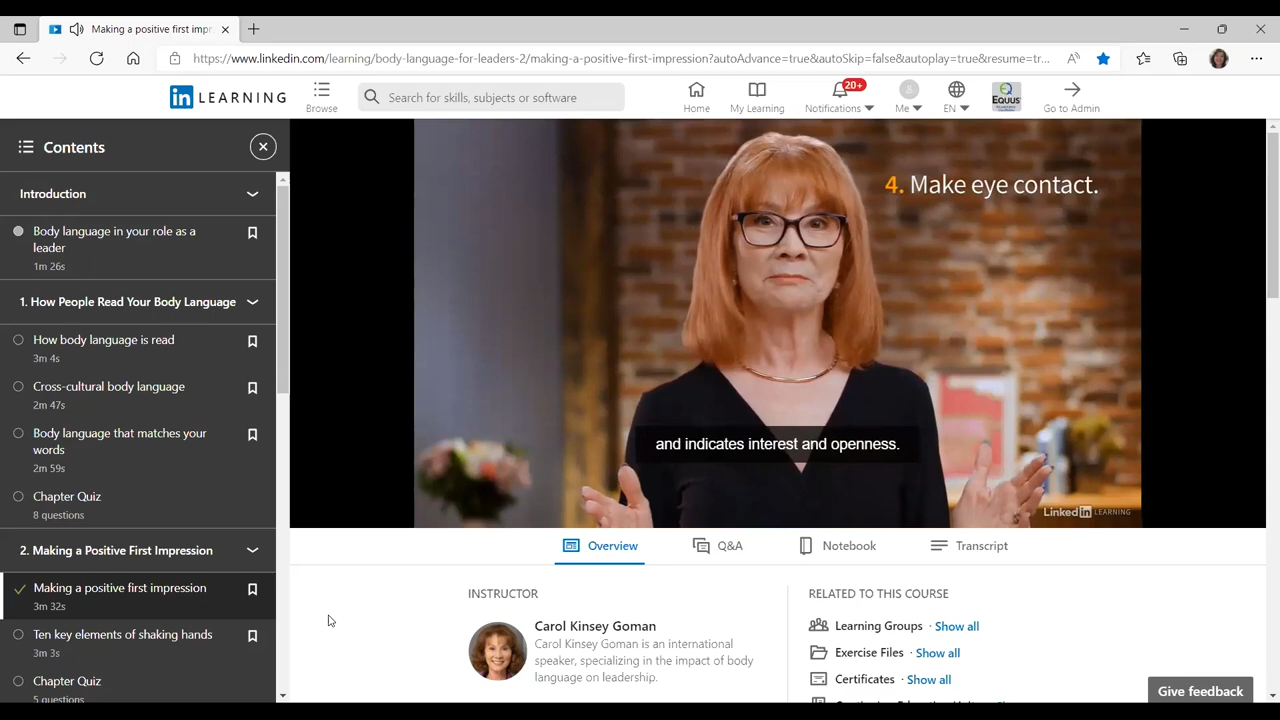 Making a positive first impr
https://www.linkedin.com/learning/body-language-for-leaders-2/making-a-positive-first-impression?autoAdvance=true&autoSkip=false&autoplay=true&resume=tr...
in LEARNING
Browse
Search for skills, subjects or software
Home
My Learning
20+
Notifications
Me
EN
EQUUS
Go to Admin
Contents
Introduction
Body language in your role as a
leader
1m 26s
1. How People Read Your Body Language
How body language is read
3m 4s
Cross-cultural body language
2m 47s
Body language that matches your
words
2m 59s
Chapter Quiz
8 questions
2. Making a Positive First Impression
Making a positive first impression
3m 32s
Ten key elements of shaking hands
3m 3s
Chapter Quiz
5 questions
4. Make eye contact.
and indicates interest and openness.
Linked in LEARNING
Overview
Q&A
Notebook
Transcript
INSTRUCTOR
Carol Kinsey Goman
Carol Kinsey Goman is an international
speaker, specializing in the impact of body
language on leadership.
RELATED TO THIS COURSE
Learning Groups · Show all
Exercise Files · Show all
Certificates · Show all
Give feedback